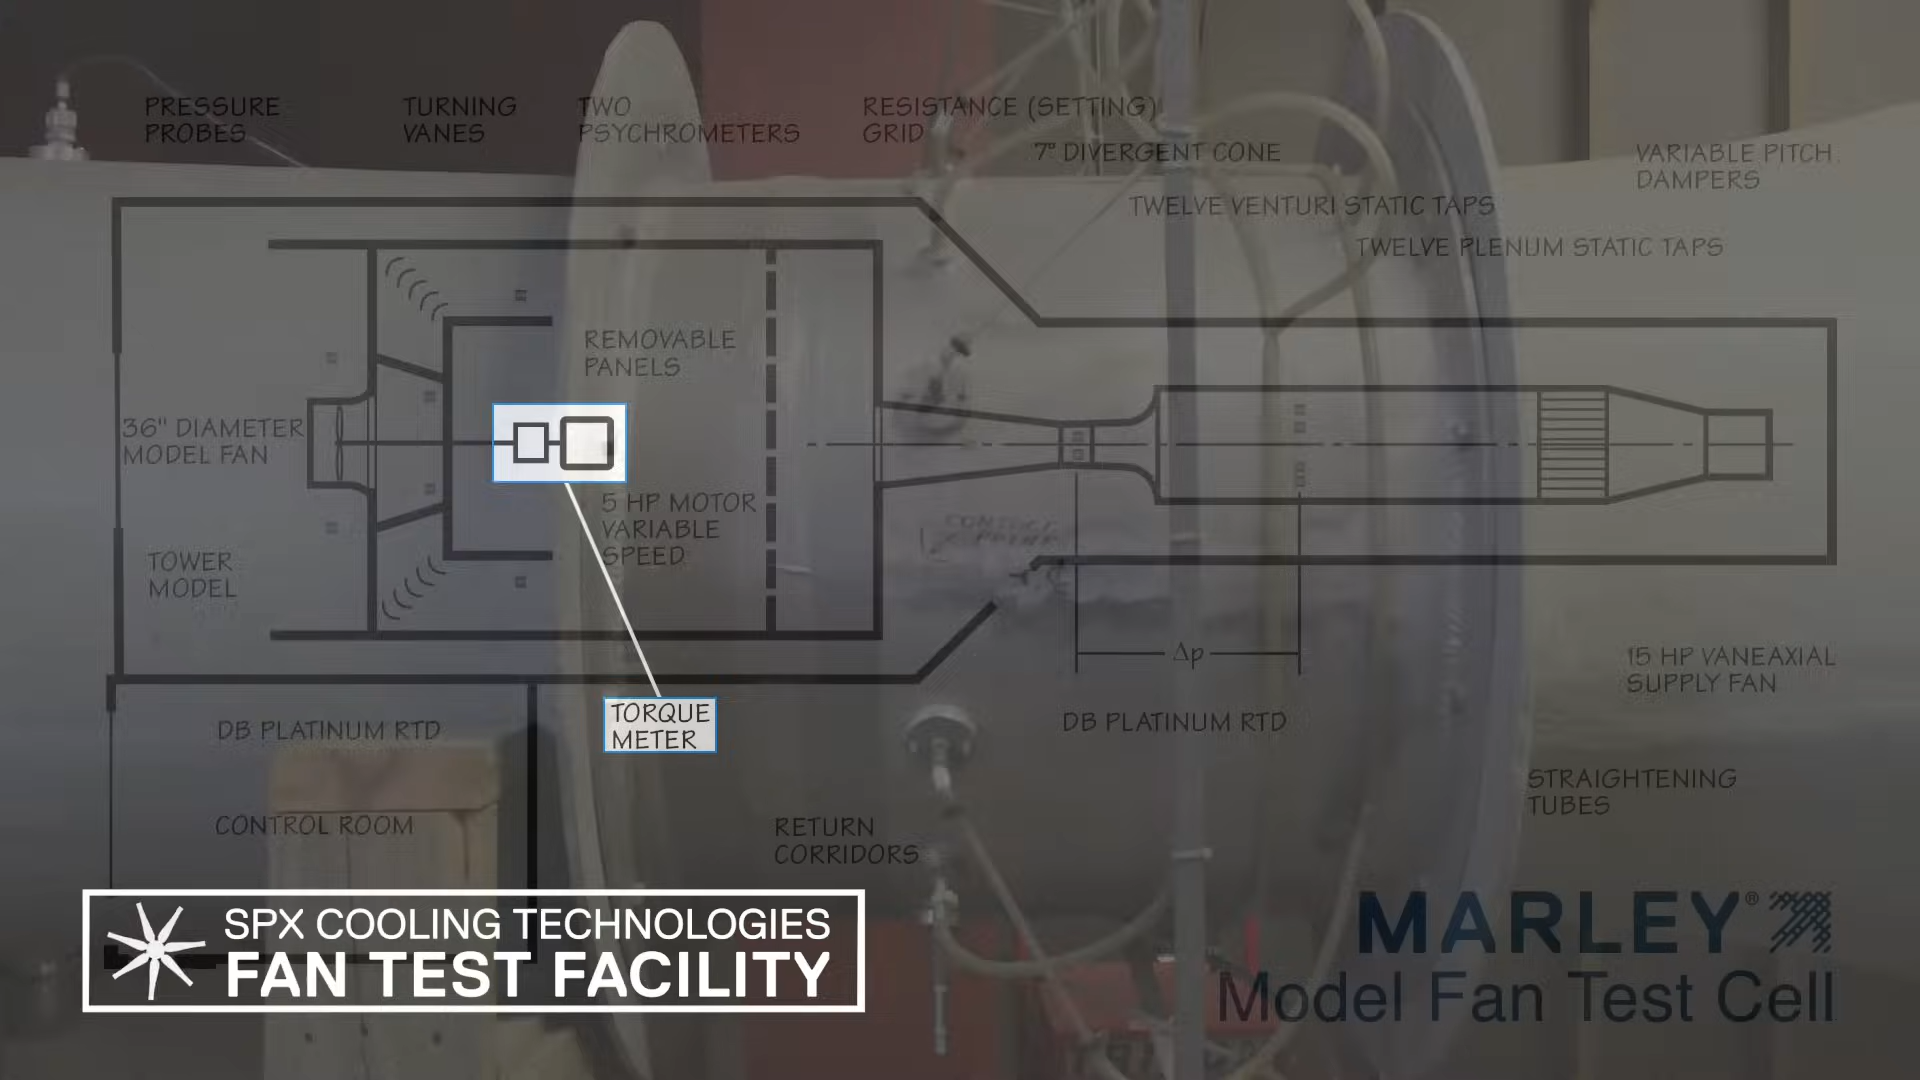 PRESSURE
PROBES
TURNING
VANES
TWO
PSYCHROMETERS
RESISTANCE (SETTING)
GRID
7° DIVERGENT CONE
VARIABLE PITCH
DAMPERS
TWELVE VENTURI STATIC TAPS
TWELVE PLENUM STATIC TAPS
REMOVABLE
PANELS
36" DIAMETER
MODEL FAN
5 HP MOTOR
VARIABLE
SPEED
TOWER
MODEL
Δp
15 HP VANEAXIAL
SUPPLY FAN
TORQUE
METER
DB PLATINUM RTD
DB PLATINUM RTD
STRAIGHTENING
TUBES
CONTROL ROOM
RETURN
CORRIDORS
SPX COOLING TECHNOLOGIES
FAN TEST FACILITY
MARLEY®
Model Fan Test Cell